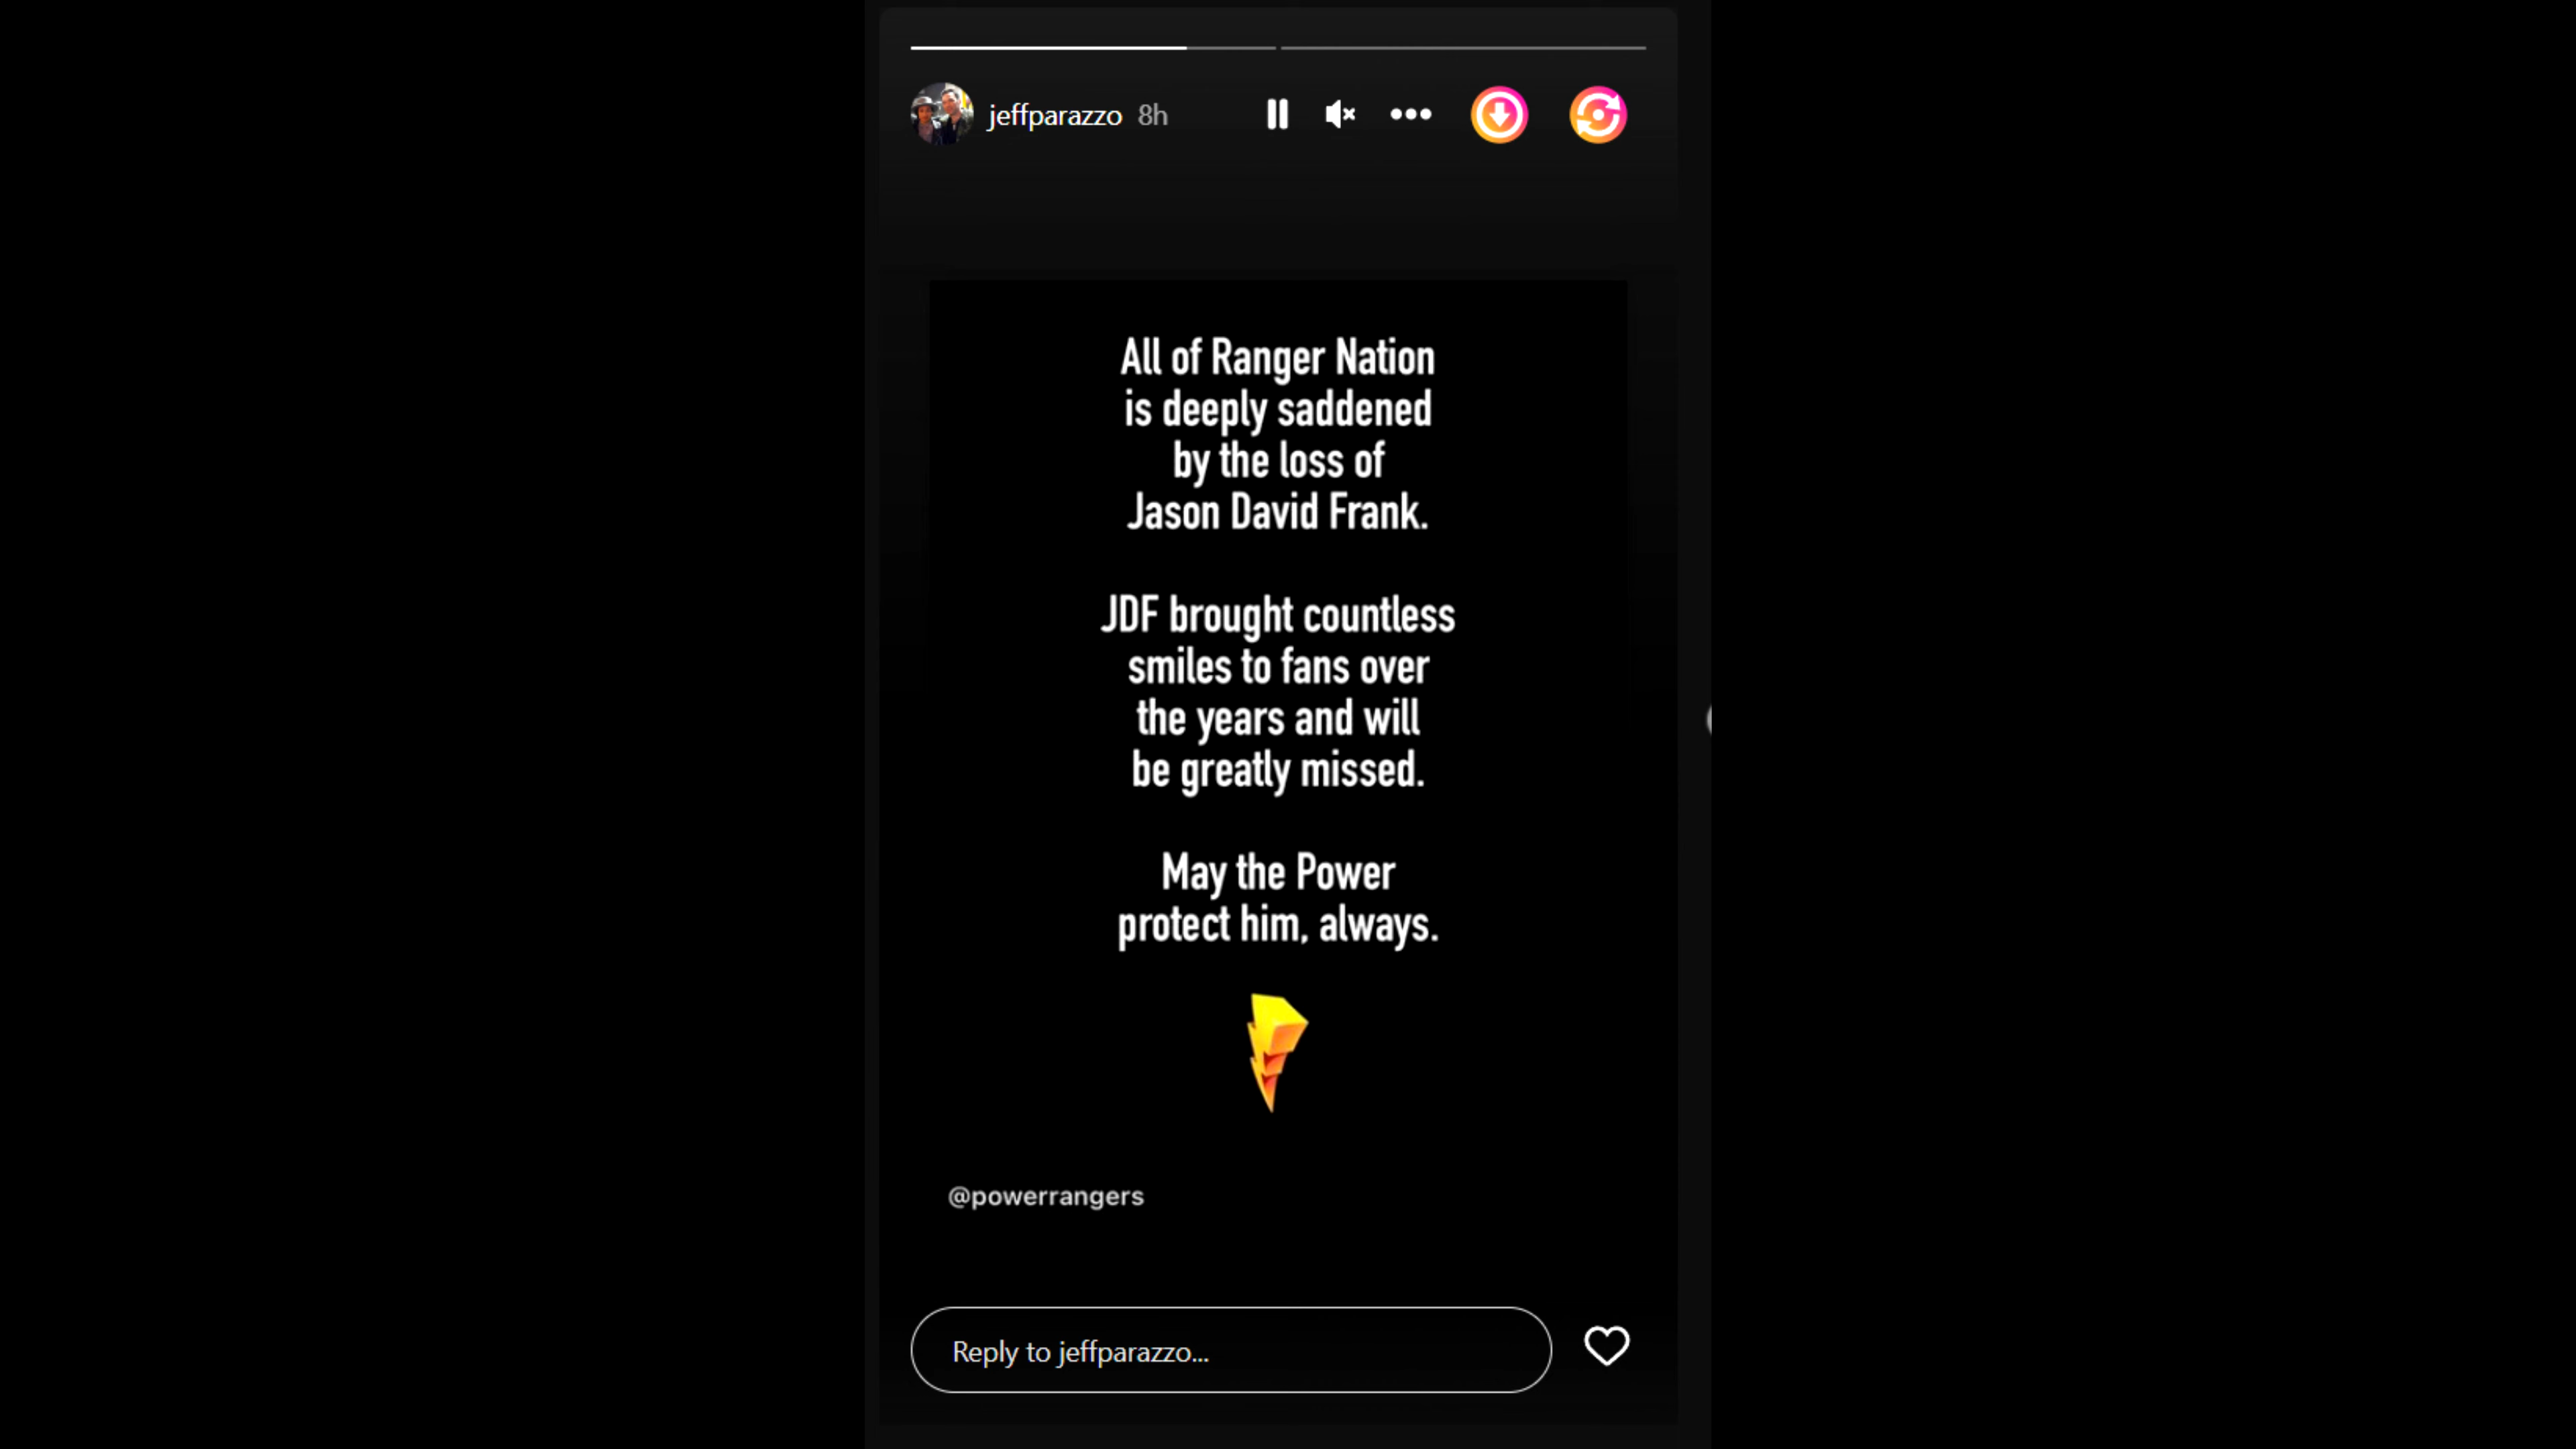 jeffparazzo 8h
All of Ranger Nation
is deeply saddened
by the loss of
Jason David Frank.
JDF brought countless
smiles to fans over
the years and will
be greatly missed.
May the Power
protect him, always.
@powerrangers
Reply to jeffparazzo...